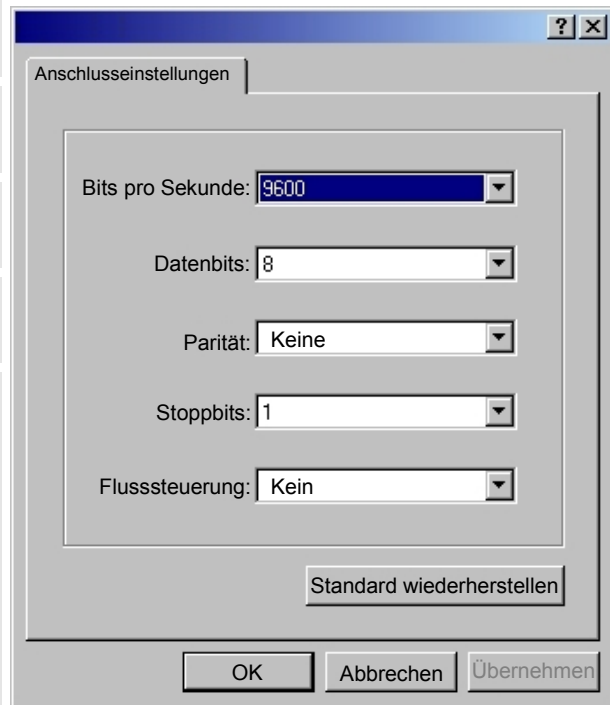 Anschlusseinstellungen
Bits pro Sekunde: 9600
Datenbits: 8
Parität: Keine
Stoppbits: 1
Flusssteuerung: Kein
Standard wiederherstellen
OK Abbrechen Übernehmen